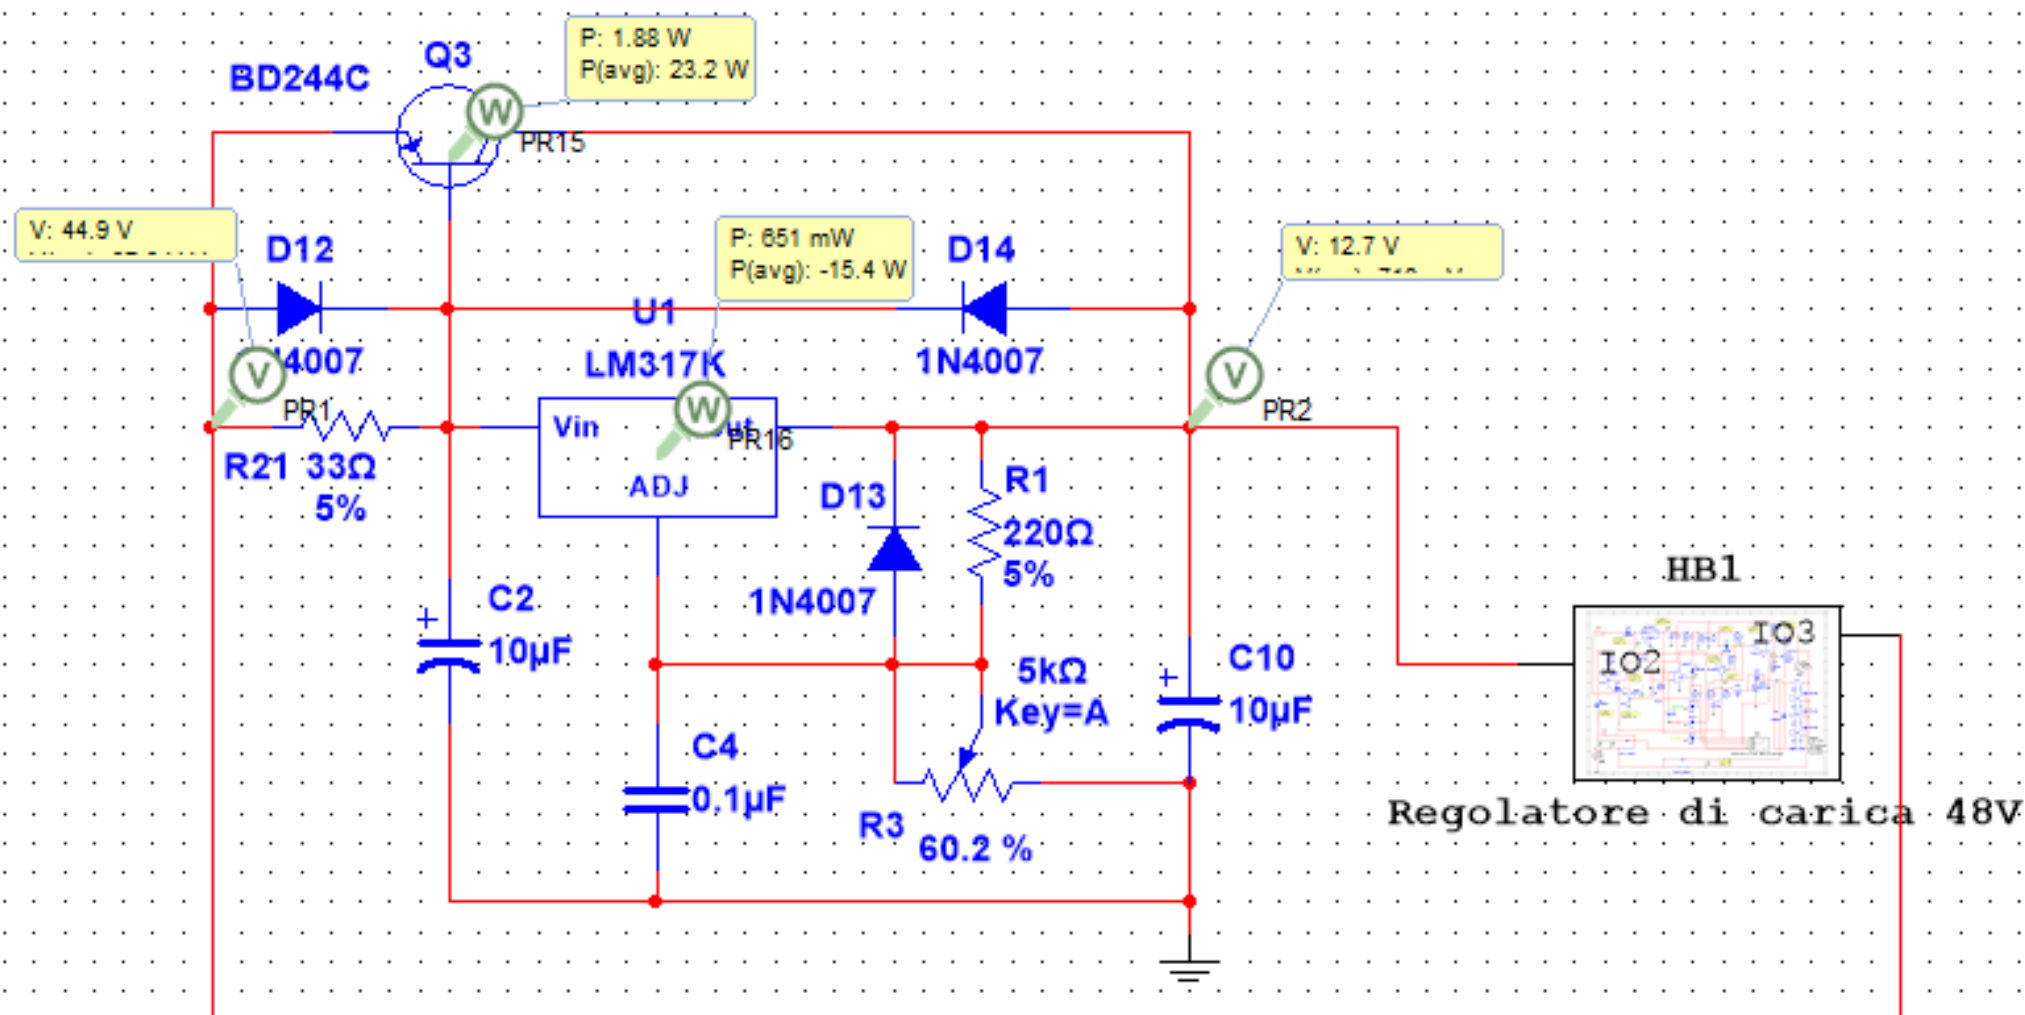 Q3
BD244C
P: 1.88 W
P(avg): 23.2 W
PR15
V: 44.9 V
D12
4007
PR1
P: 651 mW
P(avg): -15.4 W
D14
1N4007
V: 12.7 V
PR2
U1
LM317K
Vin
PR16
ADJ
R21 33Ω
5%
D13
1N4007
R1
220Ω
5%
C2
+
10µF
5kΩ
Key=A
C10
+
10µF
C4
0.1µF
R3
60.2 %
HB1
IO3
IO2
Regolatore di carica 48V